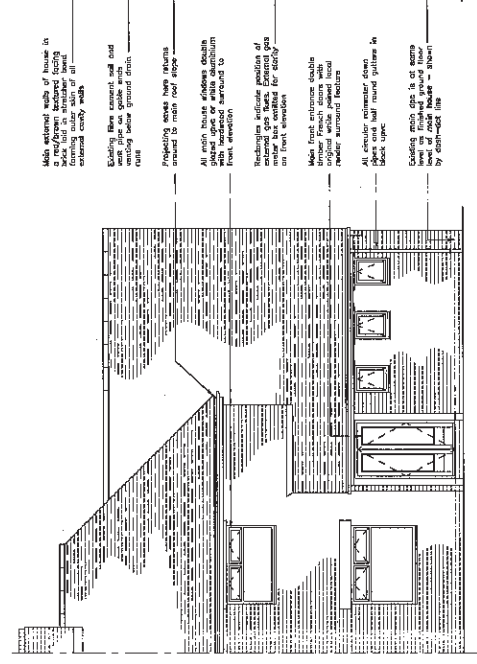 Main external walls of house in
a red/brown textured facing
brick laid in stretcher bond
forming outer skin of all
external cavity walls
Existing fibre cement soil and
vent pipe on gable ends
venting below ground drain
runs
Projecting eaves here returns
around to main roof slope
All main house windows double
glazed upvc or white aluminium
with hardwood surround to
front elevation
Rectangles indicate position of
external gas flues. External gas
meter box omitted for clarity
on front elevation
Main front entrance double
timber French doors with
original white painted local
render surround feature
All circular rainwater down
pipes and half round gutters in
black upvc
Existing main dpc is at same
level as finished ground floor
level of main house - shown
by dash-dot line